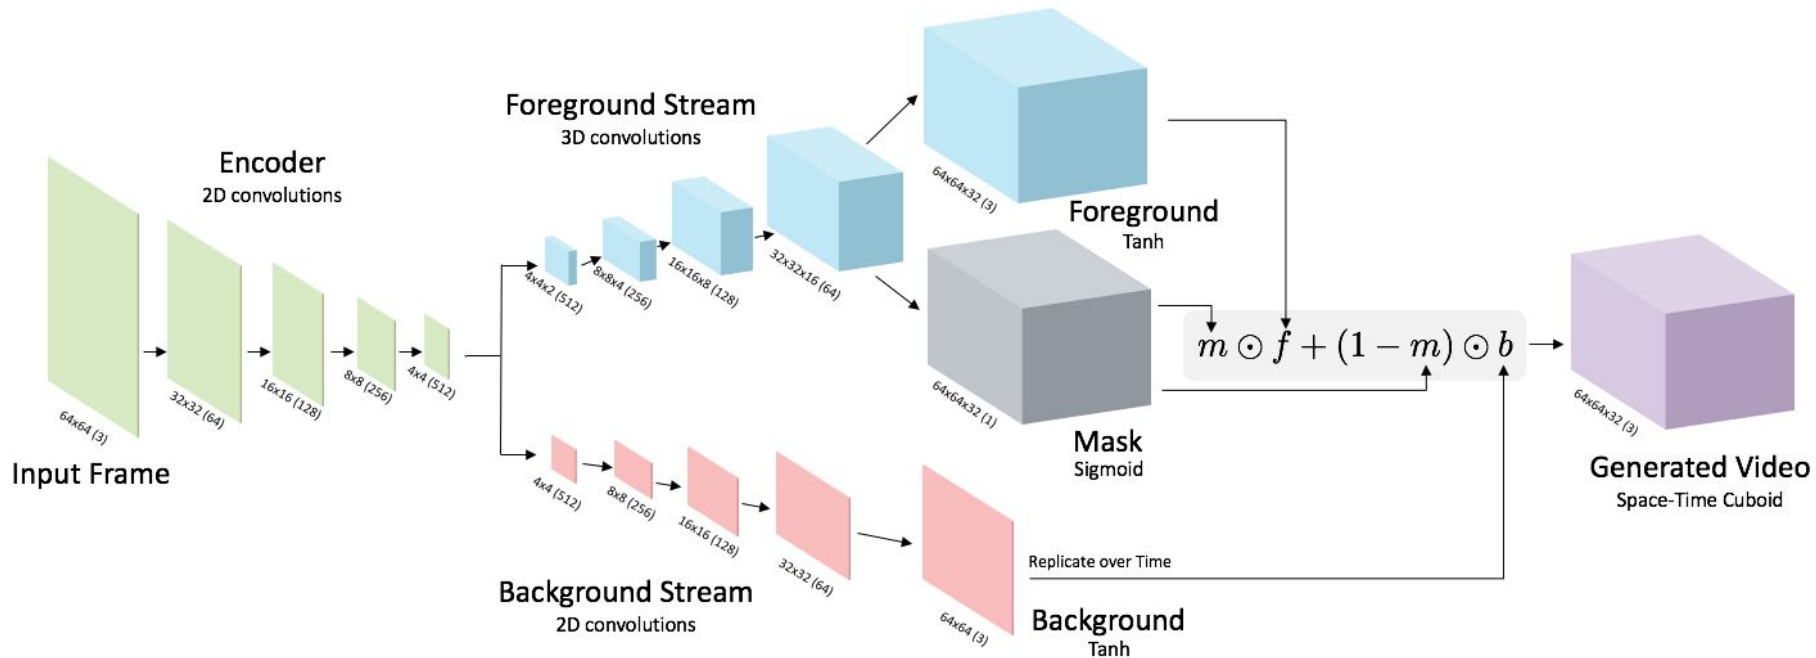 Encoder
2D convolutions
64x64 (3)
32x32 (64)
16x16 (128)
8x8 (256)
4x4 (512)
Input Frame
Foreground Stream
3D convolutions
4x4x2 (512)
8x8x4 (256)
16x16x8 (128)
32x32x16 (64)
64x64x32 (3)
Foreground
Tanh
64x64x32 (1)
Mask
Sigmoid
Background Stream
2D convolutions
4x4 (512)
8x8 (256)
16x16 (128)
32x32 (64)
64x64 (3)
Background
Tanh
Replicate over Time
m ⊙ f + (1 − m) ⊙ b
64x64x32 (3)
Generated Video
Space-Time Cuboid